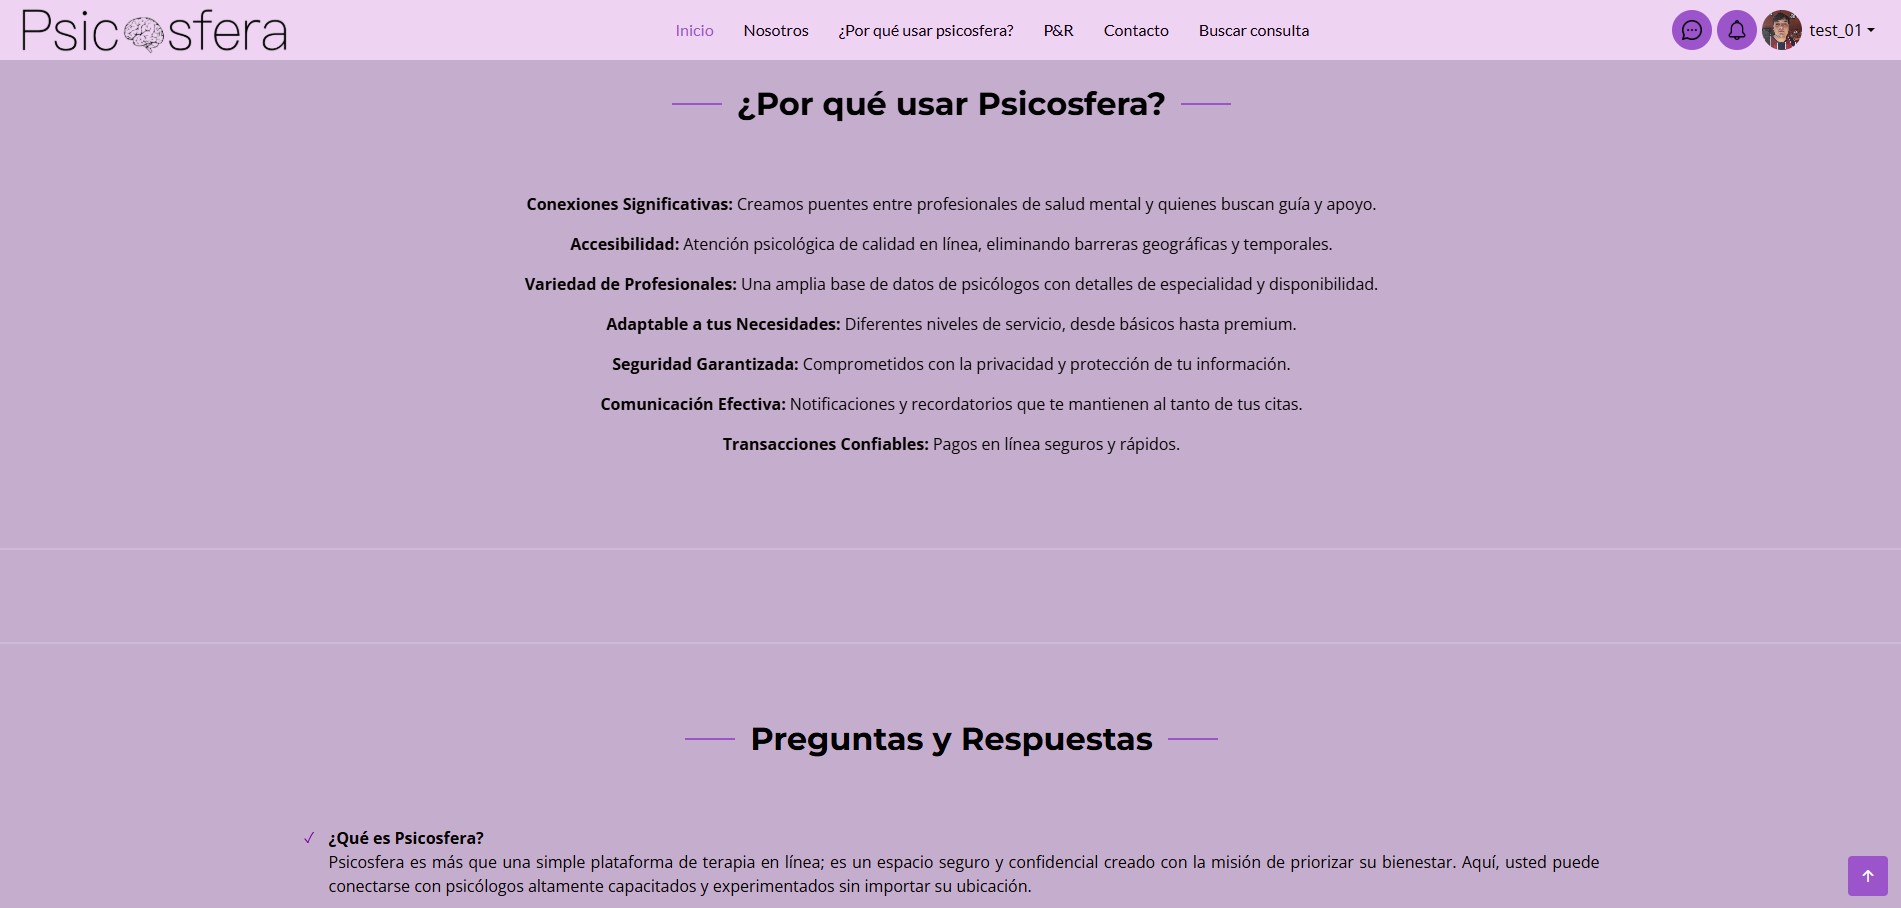 Psicosfera
Inicio Nosotros ¿Por qué usar psicosfera? P&R Contacto Buscar consulta test_01
¿Por qué usar Psicosfera?
Conexiones Significativas: Creamos puentes entre profesionales de salud mental y quienes buscan guía y apoyo.
Accesibilidad: Atención psicológica de calidad en línea, eliminando barreras geográficas y temporales.
Variedad de Profesionales: Una amplia base de datos de psicólogos con detalles de especialidad y disponibilidad.
Adaptable a tus Necesidades: Diferentes niveles de servicio, desde básicos hasta premium.
Seguridad Garantizada: Comprometidos con la privacidad y protección de tu información.
Comunicación Efectiva: Notificaciones y recordatorios que te mantienen al tanto de tus citas.
Transacciones Confiables: Pagos en línea seguros y rápidos.
Preguntas y Respuestas
¿Qué es Psicosfera?
Psicosfera es más que una simple plataforma de terapia en línea; es un espacio seguro y confidencial creado con la misión de priorizar su bienestar. Aquí, usted puede
conectarse con psicólogos altamente capacitados y experimentados sin importar su ubicación.